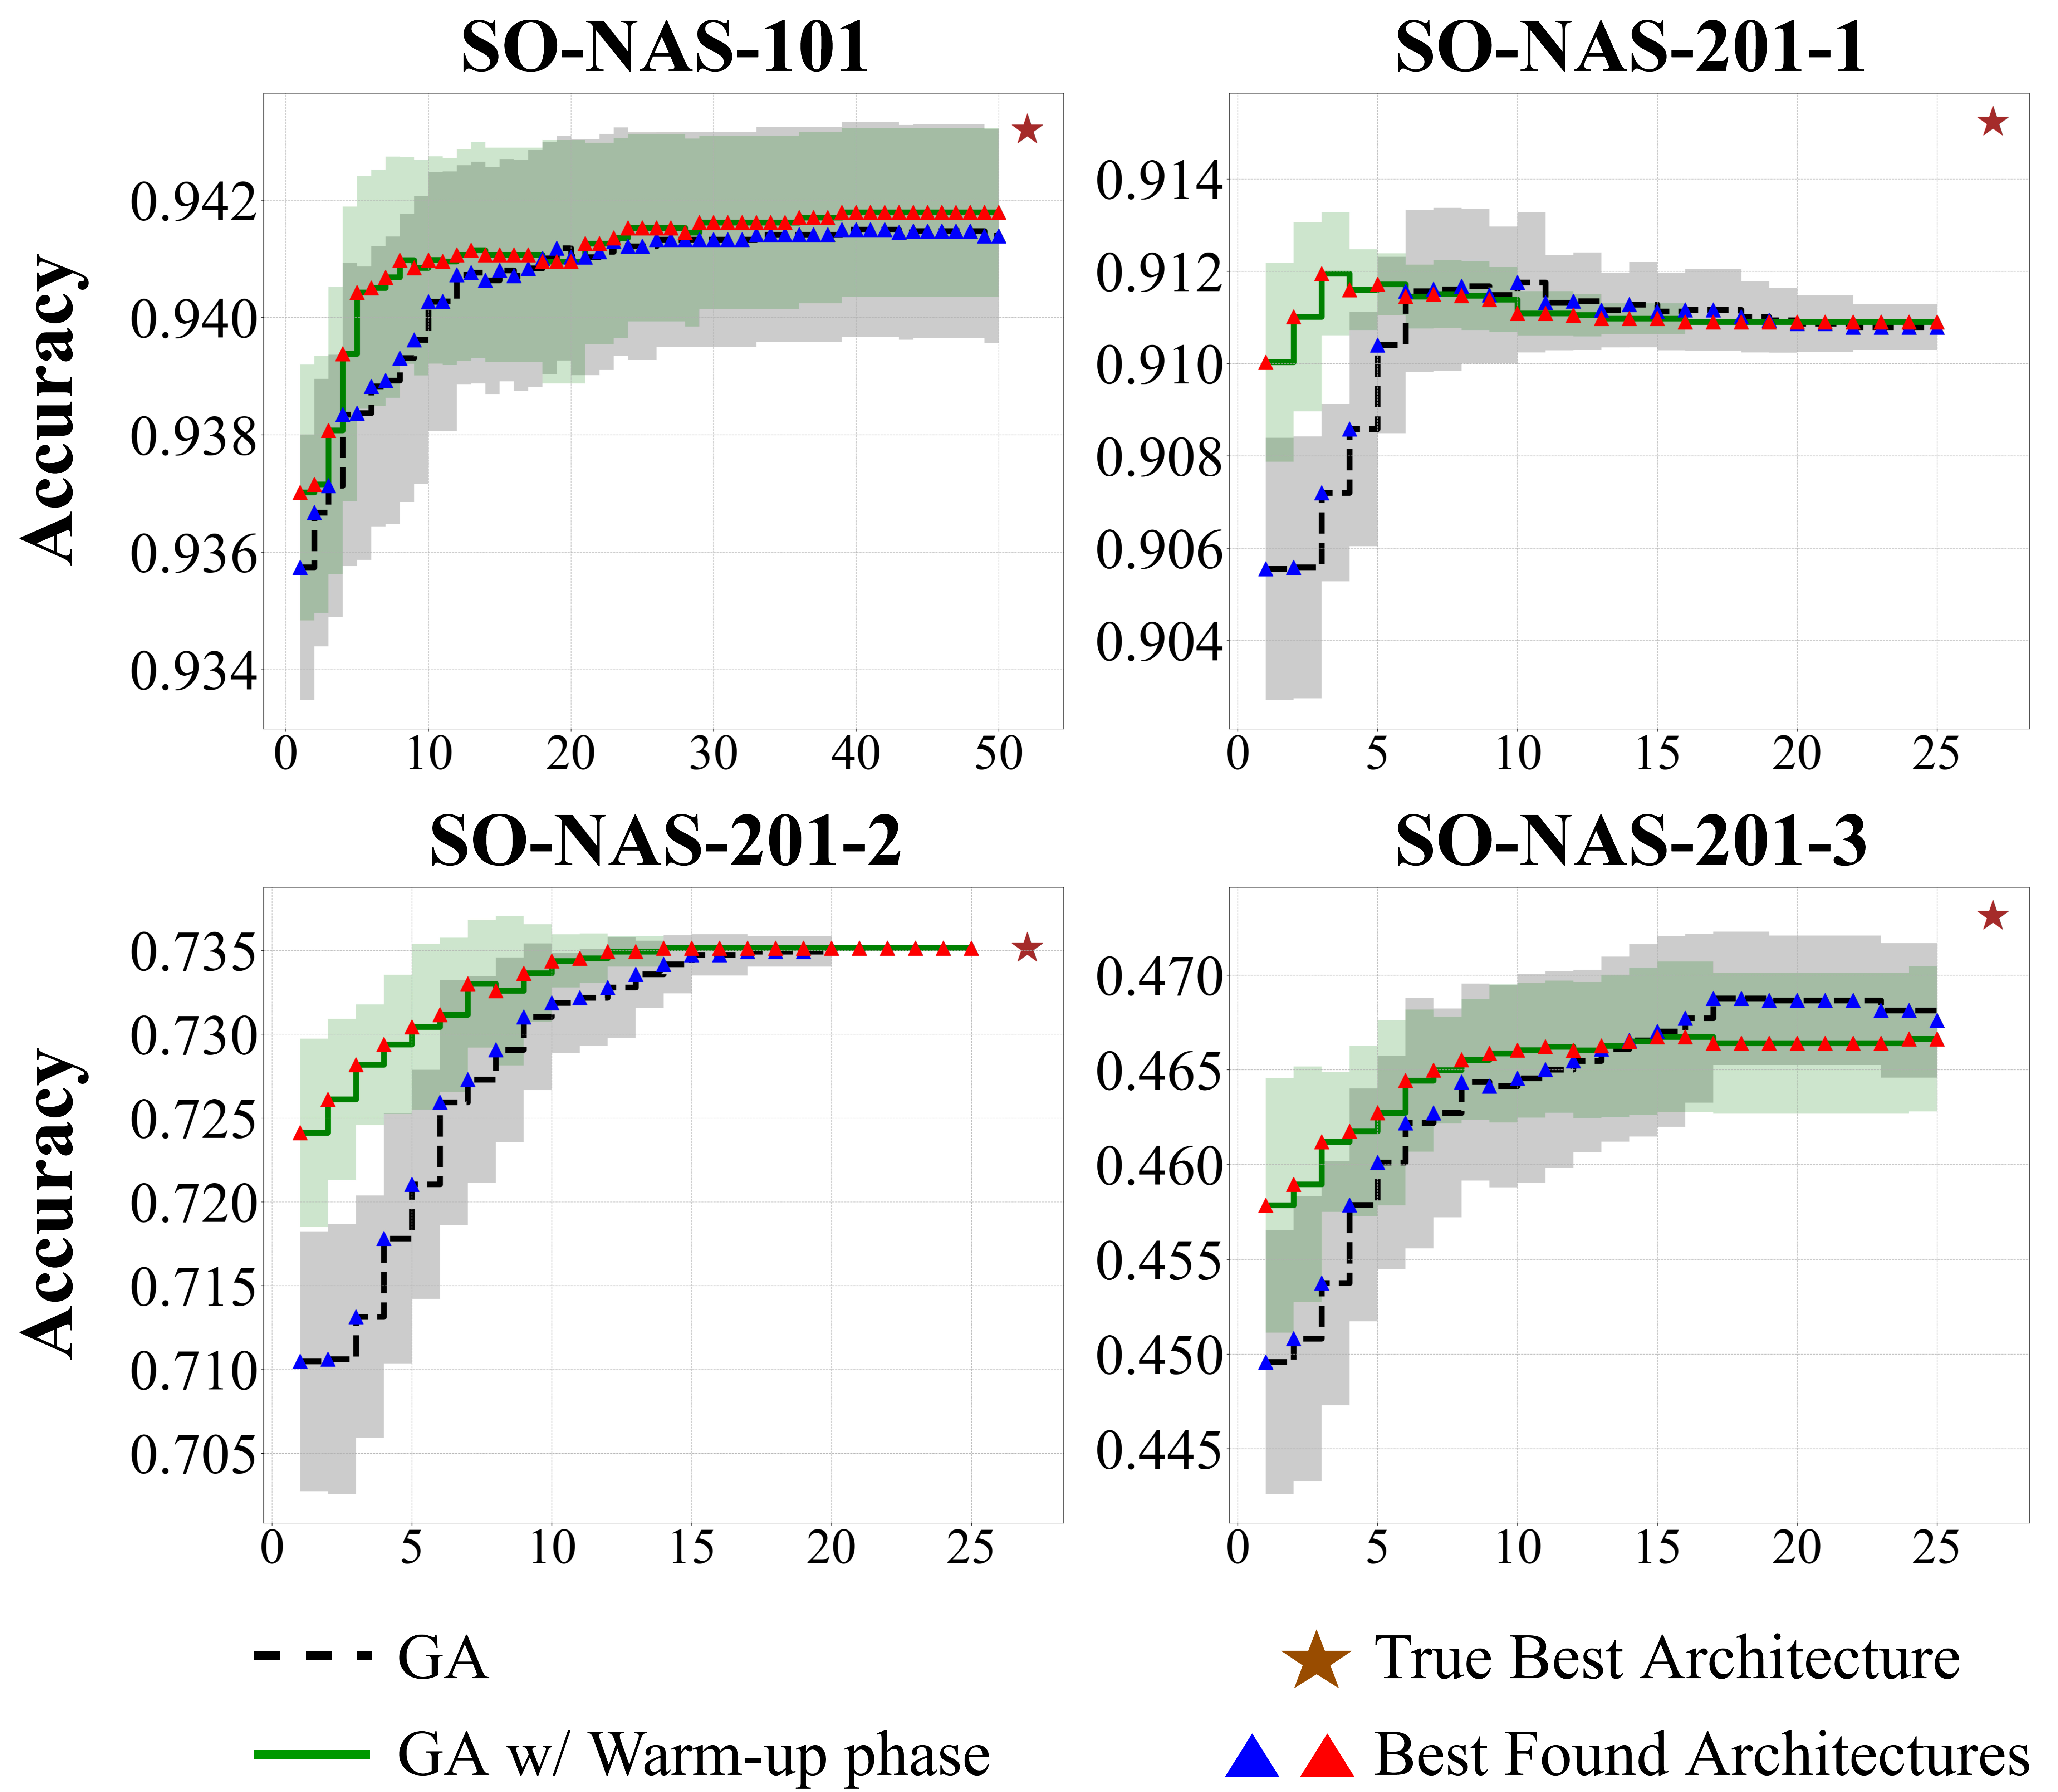 SO-NAS-101
SO-NAS-201-1
Accuracy
0.942
0.940
0.938
0.936
0.934
0 10 20 30 40 50
0.914
0.912
0.910
0.908
0.906
0.904
0 5 10 15 20 25
SO-NAS-201-2
SO-NAS-201-3
Accuracy
0.735
0.730
0.725
0.720
0.715
0.710
0.705
0 5 10 15 20 25
0.470
0.465
0.460
0.455
0.450
0.445
0 5 10 15 20 25
GA
True Best Architecture
GA w/ Warm-up phase
Best Found Architectures